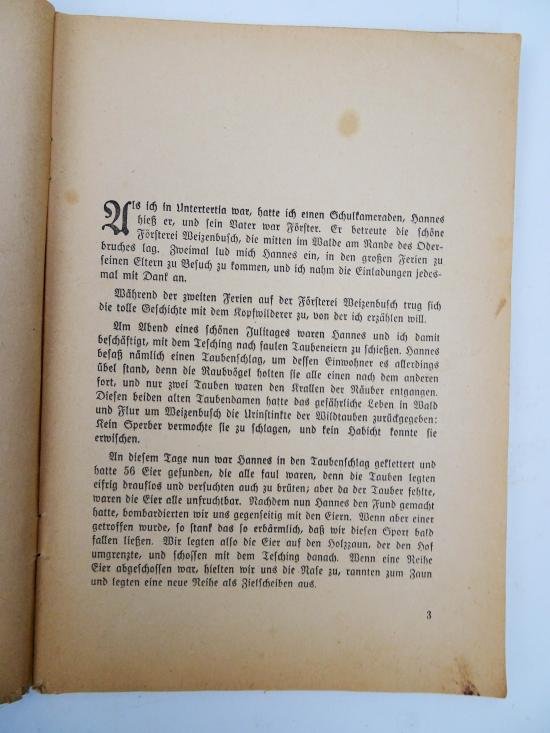 Als ich in Untertertia war, hatte ich einen Schulkameraden, Hannes
hieß er, und sein Vater war Förster. Er betreute die schöne
Försterei Weizenbusch, die mitten im Walde am Rande des Oder-
bruches lag. Zweimal lud mich Hannes ein, in den großen Ferien zu
seinen Eltern zu Besuch zu kommen, und ich nahm die Einladungen jedes-
mal mit Dank an.
Während der zweiten Ferien auf der Försterei Weizenbusch trug sich
die tolle Geschichte mit dem Kopfwilderer zu, von der ich erzählen will.
Am Abend eines schönen Julitages waren Hannes und ich damit
beschäftigt, mit dem Tesching nach faulen Taubeneiern zu schießen. Hannes
besaß nämlich einen Taubenschlag, um dessen Einwohner es allerdings
übel stand, denn die Raubvögel holten sie alle einen nach dem anderen
fort, und nur zwei Tauben waren den Krallen der Räuber entgangen.
Diesen beiden alten Taubendamen hatte das gefährliche Leben in Wald
und Flur um Weizenbusch die Urinstinkte der Wildtauben zurückgegeben:
Kein Sperber vermochte sie zu schlagen, und kein Habicht konnte sie
erwischen.
An diesem Tage nun war Hannes in den Taubenschlag geklettert und
hatte 56 Eier gefunden, die alle faul waren, denn die Tauben legten
eifrig drauflos und versuchten auch zu brüten; aber da der Tauber fehlte,
waren die Eier alle unfruchtbar. Nachdem nun Hannes den Fund gemacht
hatte, bombardierten wir uns gegenseitig mit den Eiern. Wenn aber einer
getroffen wurde, so stank das so erbärmlich, daß wir diesen Sport bald
fallen ließen. Wir legten also die Eier auf den Holzzaun, der den Hof
umgrenzte, und schossen mit dem Tesching danach. Wenn eine Reihe
Eier abgeschossen war, hielten wir uns die Nase zu, rannten zum Zaun
und legten eine neue Reihe als Zielscheiben aus.
3